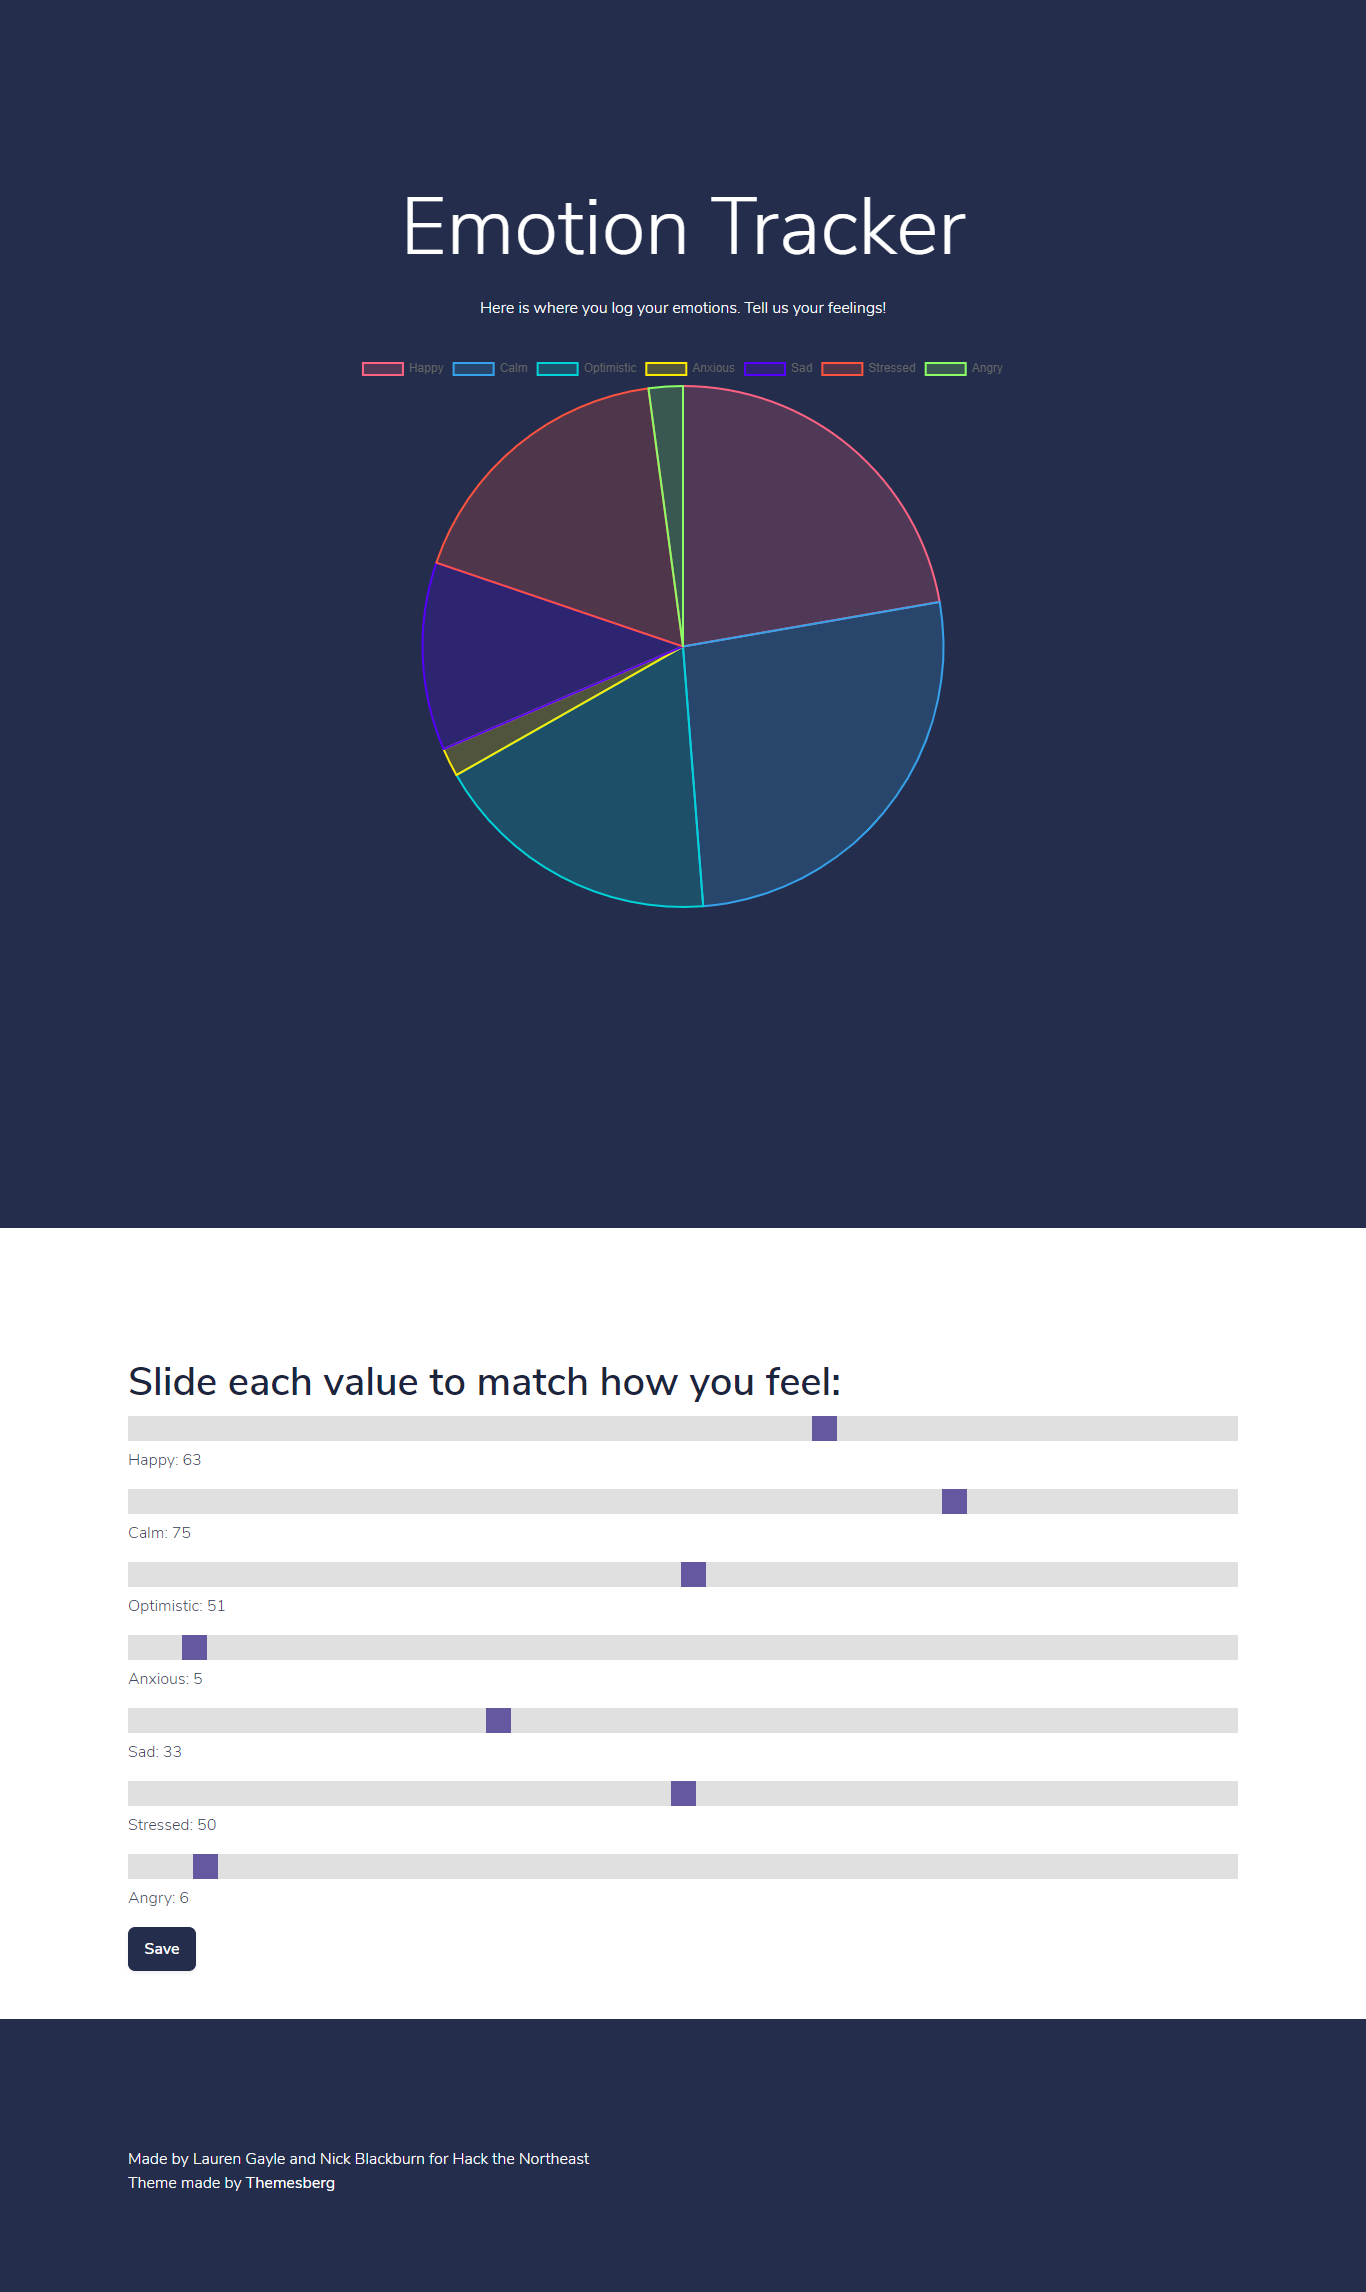 Emotion Tracker
Here is where you log your emotions. Tell us your feelings!
Happy Calm Optimistic Anxious Sad Stressed Angry
Slide each value to match how you feel:
Happy: 63
Calm: 75
Optimistic: 51
Anxious: 5
Sad: 33
Stressed: 50
Angry: 6
Save
Made by Lauren Gayle and Nick Blackburn for Hack the Northeast
Theme made by Themesberg